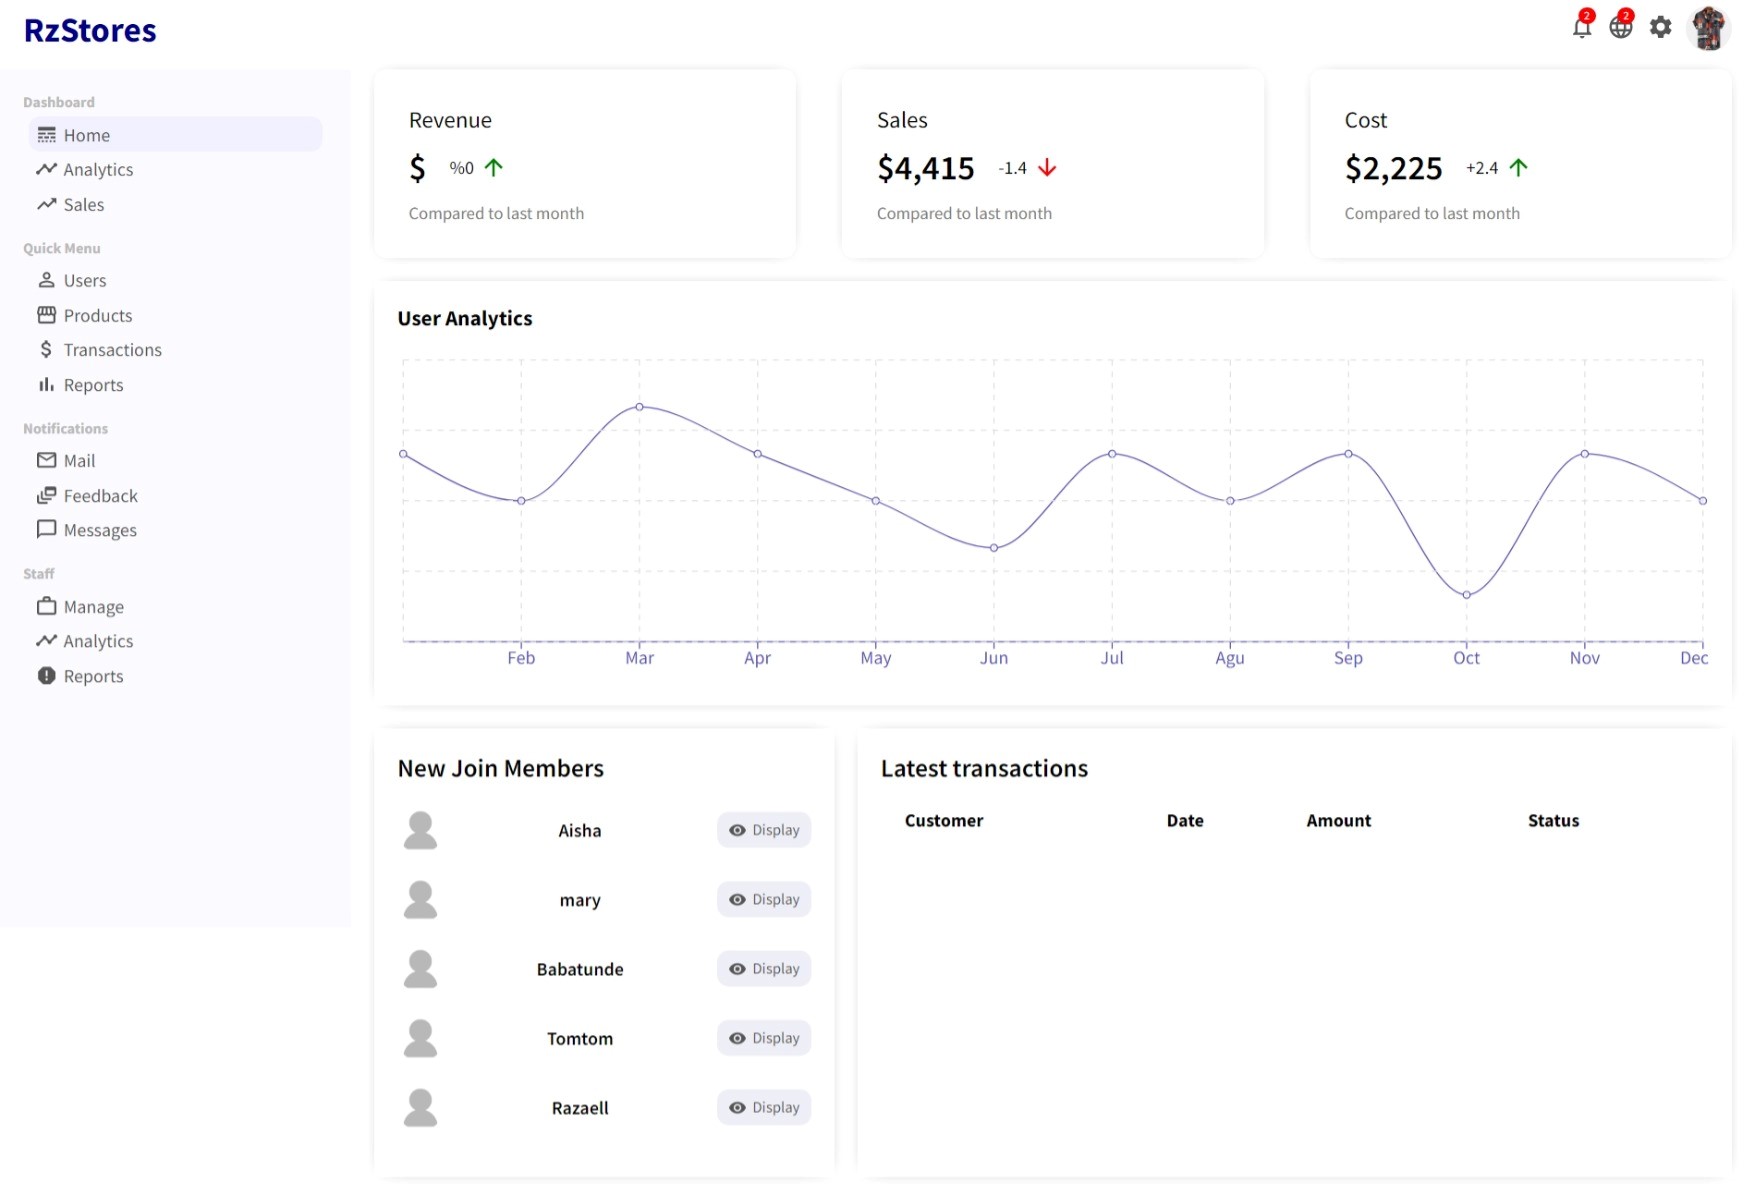 RzStores
2
2
Dashboard
Home
Analytics
Sales
Quick Menu
Users
Products
Transactions
Reports
Notifications
Mail
Feedback
Messages
Staff
Manage
Analytics
Reports
Revenue
$ %0
Compared to last month
Sales
$4,415 -1.4
Compared to last month
Cost
$2,225 +2.4
Compared to last month
User Analytics
Feb Mar Apr May Jun Jul Agu Sep Oct Nov Dec
New Join Members
Aisha Display
mary Display
Babatunde Display
Tomtom Display
Razaell Display
Latest transactions
Customer Date Amount Status